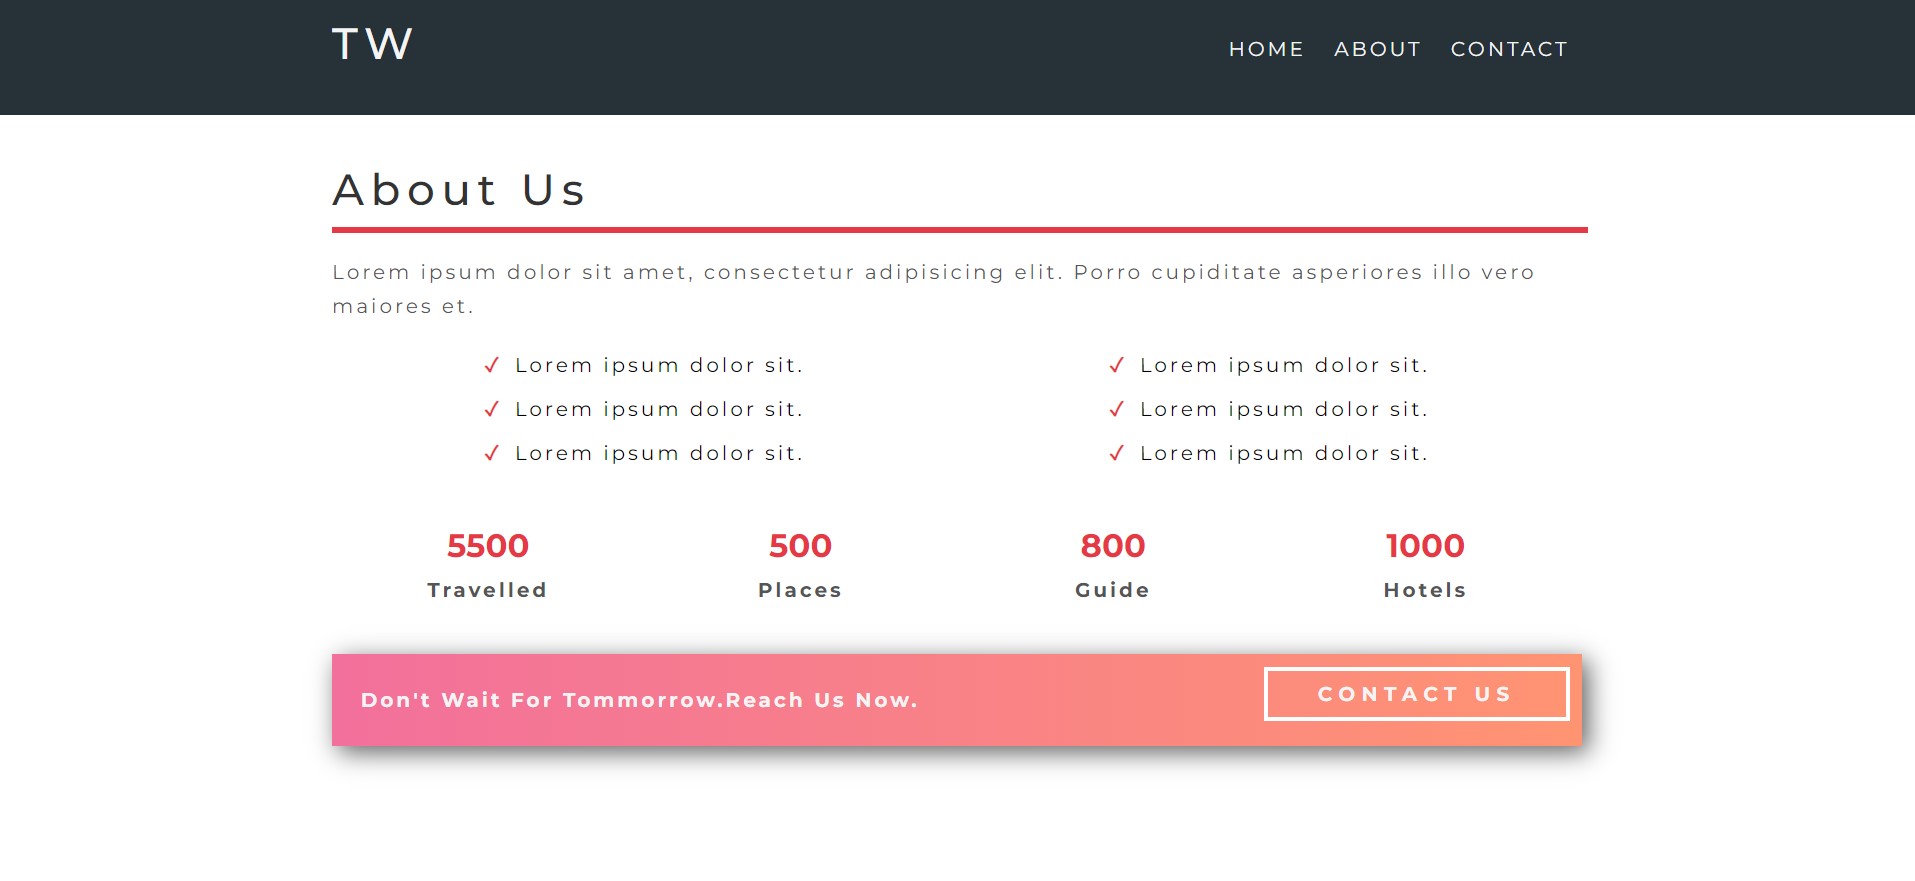 TW
HOME ABOUT CONTACT
About Us
Lorem ipsum dolor sit amet, consectetur adipisicing elit. Porro cupiditate asperiores illo vero
maiores et.
✓ Lorem ipsum dolor sit.
✓ Lorem ipsum dolor sit.
✓ Lorem ipsum dolor sit.
✓ Lorem ipsum dolor sit.
✓ Lorem ipsum dolor sit.
✓ Lorem ipsum dolor sit.
5500
Travelled
500
Places
800
Guide
1000
Hotels
Don't Wait For Tommorrow.Reach Us Now.
CONTACT US